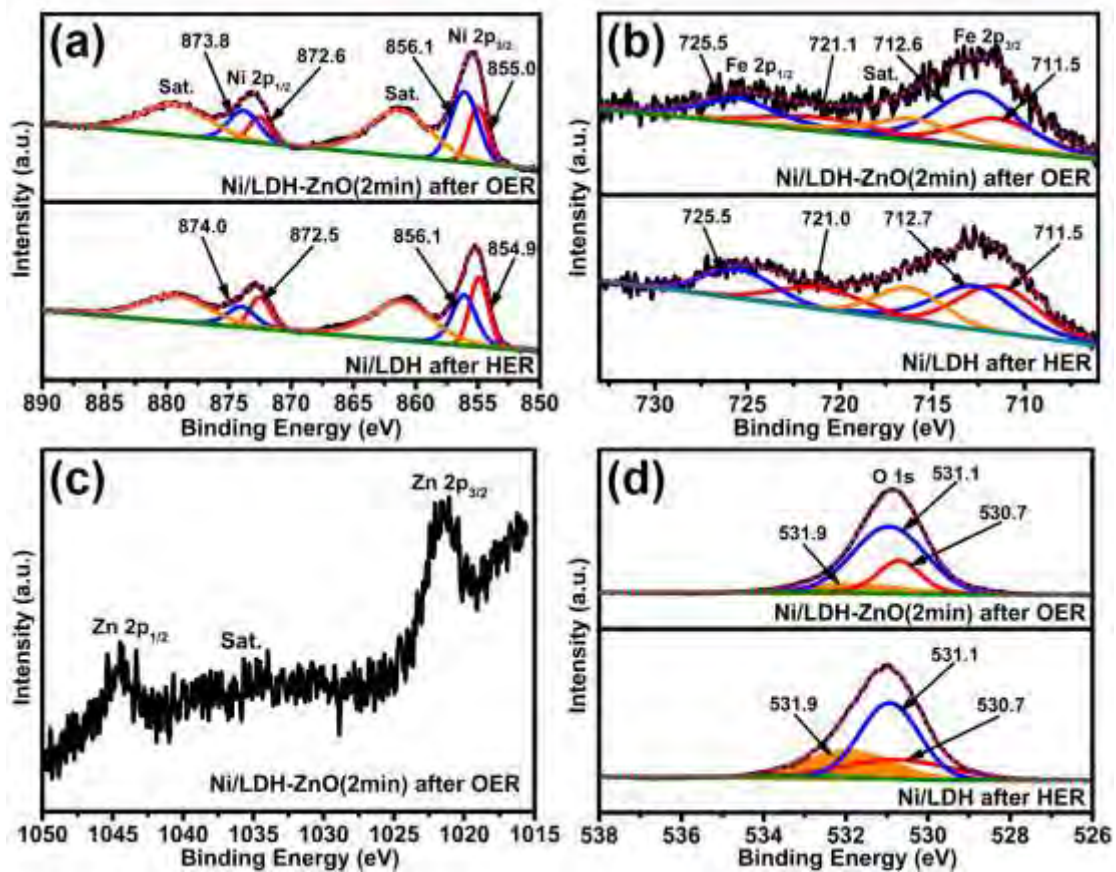 (a)
873.8
Ni 2p1/2
872.6
856.1
Ni 2p3/2
855.0
Sat.
Sat.
Ni/LDH-ZnO(2min) after OER
874.0
872.5
856.1
854.9
Ni/LDH after HER
Intensity (a.u.)
890 885 880 875 870 865 860 855 850
Binding Energy (eV)
(b)
725.5
Fe 2p1/2
721.1
712.6
Sat.
Fe 2p3/2
711.5
Ni/LDH-ZnO(2min) after OER
725.5
721.0
712.7
711.5
Ni/LDH after HER
Intensity (a.u.)
730 725 720 715 710
Binding Energy (eV)
(c)
Zn 2p3/2
Zn 2p1/2
Sat.
Ni/LDH-ZnO(2min) after OER
Intensity (a.u.)
1050 1045 1040 1035 1030 1025 1020 1015
Binding Energy (eV)
(d)
O 1s
531.1
530.7
531.9
Ni/LDH-ZnO(2min) after OER
531.1
531.9
530.7
Ni/LDH after HER
Intensity (a.u.)
538 536 534 532 530 528 526
Binding Energy (eV)